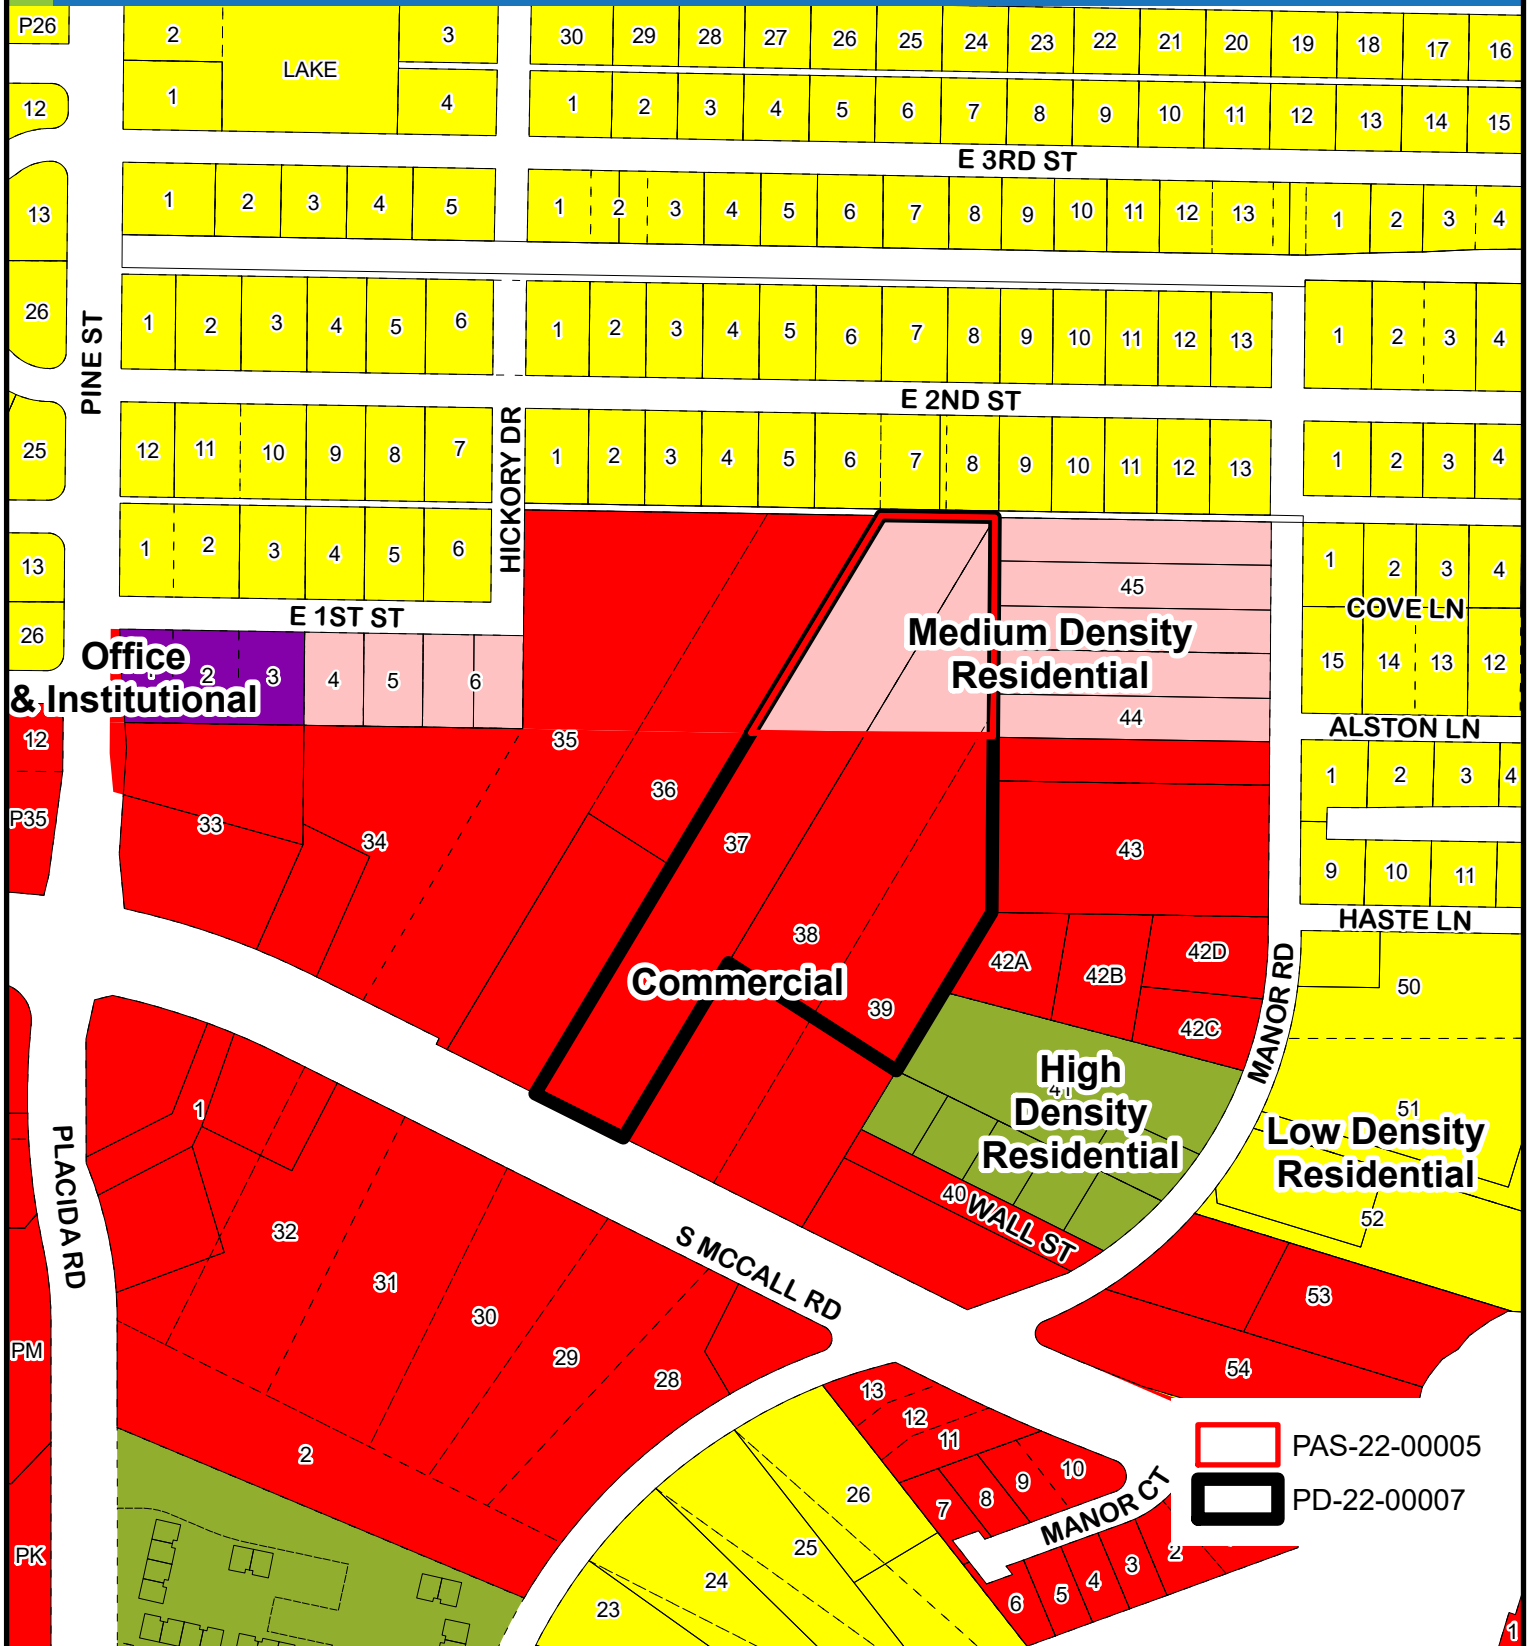 P26 2 3 30 29 28 27 26 25 24 23 22 21 20 19 18 17 16
LAKE
12 1 4 1 2 3 4 5 6 7 8 9 10 11 12 13 14 15
E 3RD ST
13 1 2 3 4 5 1 2 3 4 5 6 7 8 9 10 11 12 13 1 2 3 4
26 1 2 3 4 5 6 1 2 3 4 5 6 7 8 9 10 11 12 13 1 2 3 4
PINE ST
E 2ND ST
25 12 11 10 9 8 7 1 2 3 4 5 6 7 8 9 10 11 12 13 1 2 3 4
HICKORY DR
13 1 2 3 4 5 6 1 2 3 4
45
COVE LN
E 1ST ST
26
Office
& Institutional
2 3 4 5 6
Medium Density
Residential
15 14 13 12
44
ALSTON LN
12 35
36
1 2 3 4
P35 33 34 37 43
9 10 11
HASTE LN
38
42A 42B 42D
Commercial
39
42C
50
MANOR RD
High
Density
Residential
41
51
Low Density
Residential
1
PLACIDA RD
40
WALL ST
52
32
S MCCALL RD
31
30
53
PM
29
28
54
13
12
11
2
10
9
8
7
26
MANOR CT
PAS-22-00005
PD-22-00007
PK
25
24
23
2
3
4
5
6
1